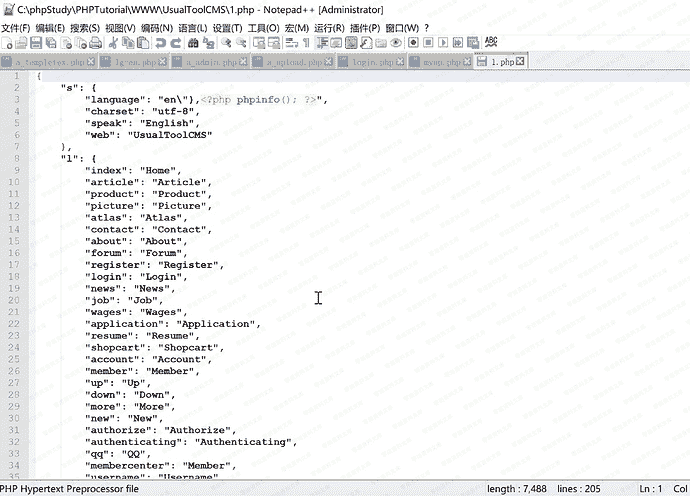 C:\phpStudy\PHPTutorial\WWW\UsualToolCMS\1.php - Notepad++ [Administrator]
文件(F) 编辑(E) 搜索(S) 视图(V) 编码(N) 语言(L) 设置(T) 工具(O) 宏(M) 运行(R) 插件(P) 窗口(W) ?
a_templetex.php lg-en.php a_admin.php a_upload.php login.php mvup.php 1.php
1 {
2 "s": {
3 "language": "en\"},<?php phpinfo(); ?>",
4 "charset": "utf-8",
5 "speak": "English",
6 "web": "UsualToolCMS"
7 },
8 "l": {
9 "index": "Home",
10 "article": "Article",
11 "product": "Product",
12 "picture": "Picture",
13 "atlas": "Atlas",
14 "contact": "Contact",
15 "about": "About",
16 "forum": "Forum",
17 "register": "Register",
18 "login": "Login",
19 "news": "News",
20 "job": "Job",
21 "wages": "Wages",
22 "application": "Application",
23 "resume": "Resume",
24 "shopcart": "Shopcart",
25 "account": "Account",
26 "member": "Member",
27 "up": "Up",
28 "down": "Down",
29 "more": "More",
30 "new": "New",
31 "authorize": "Authorize",
32 "authenticating": "Authenticating",
33 "qq": "QQ",
34 "membercenter": "Member",
35 "username": "Username"
PHP Hypertext Preprocessor file length : 7,488 lines : 205 Ln : 1 Col